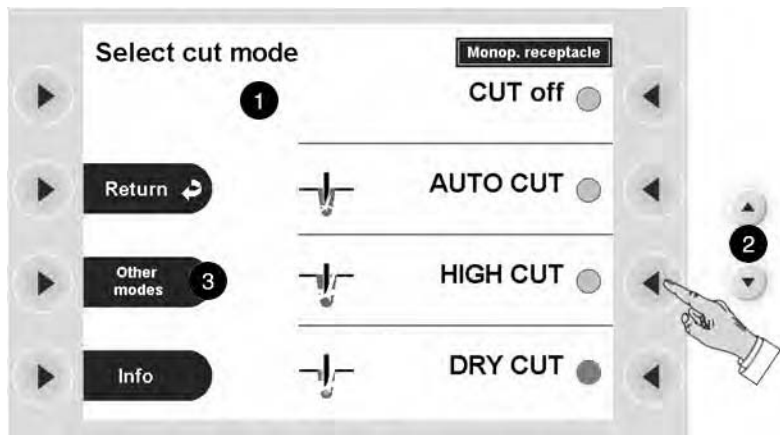 Select cut mode
Monop. receptacle
1
CUT off
Return
AUTO CUT
2
Other
modes
3
HIGH CUT
Info
DRY CUT